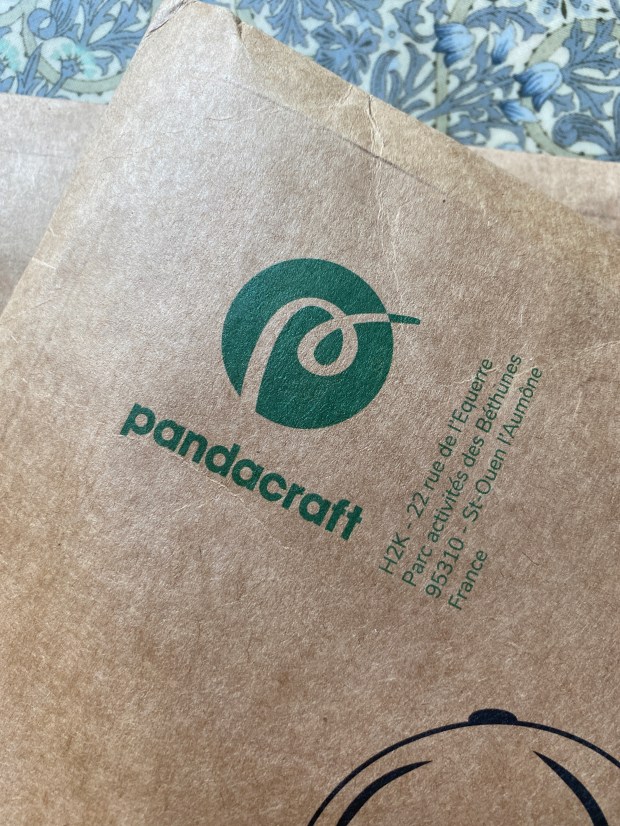 pandacraft
H2K - 22 rue de l'Equerre
Parc activités des Béthunes
95310 - St-Ouen l'Aumône
France